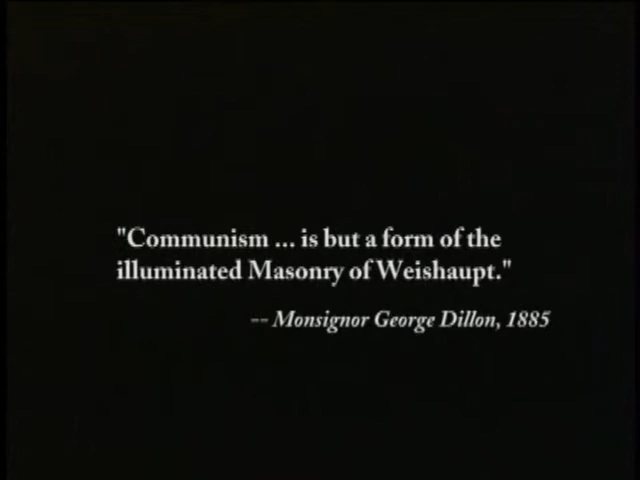 "Communism ... is but a form of the
illuminated Masonry of Weishaupt."
-- Monsignor George Dillon, 1885